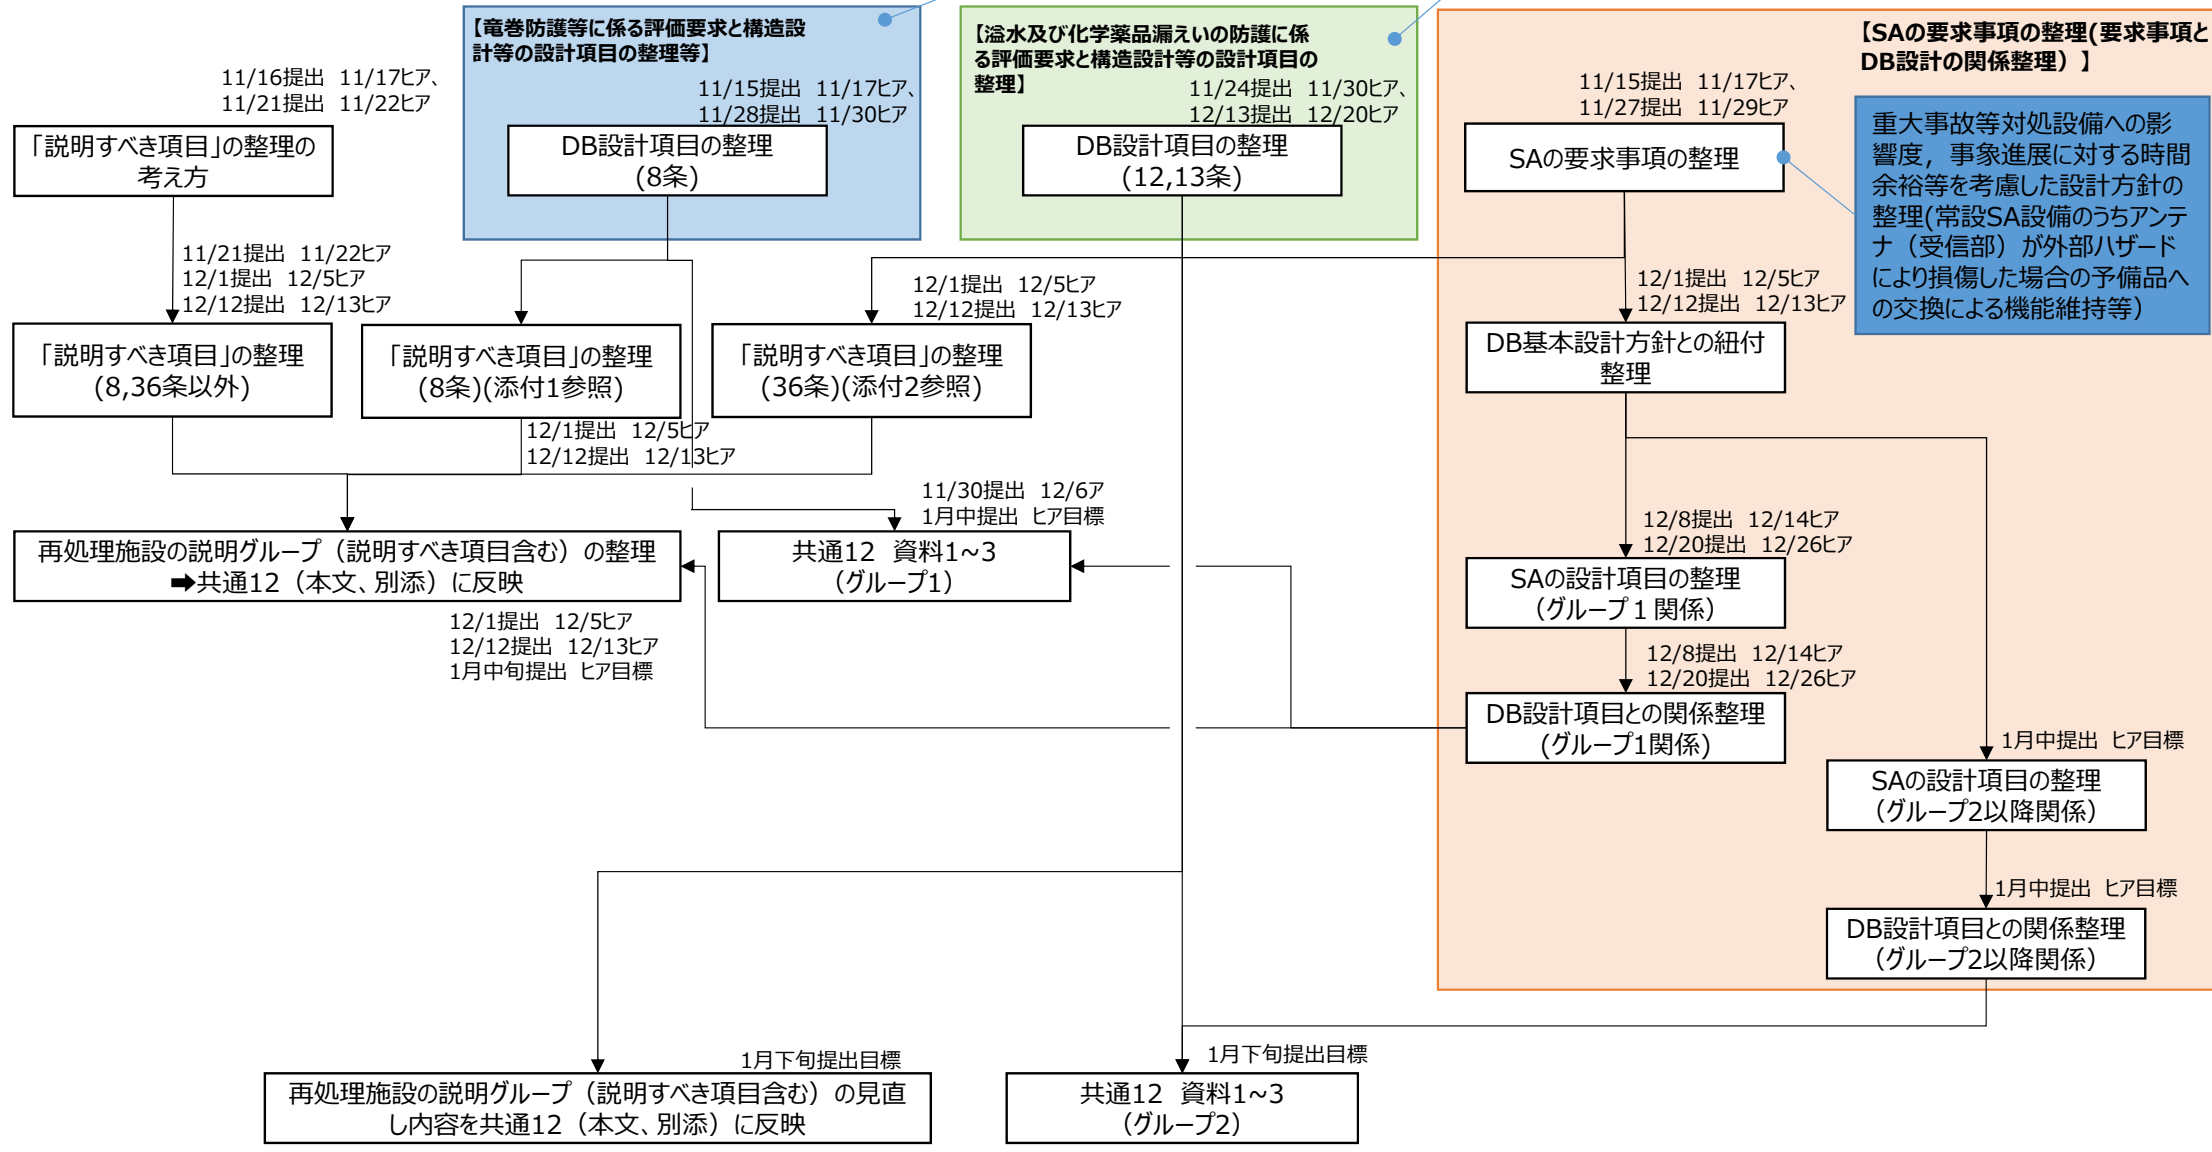 【竜巻防護等に係る評価要求と構造設
計等の設計項目の整理等】
11/15提出 11/17ヒア、
11/28提出 11/30ヒア
DB設計項目の整理
(8条)
【溢水及び化学薬品漏えいの防護に係
る評価要求と構造設計等の設計項目の
整理】
11/24提出 11/30ヒア、
12/13提出 12/20ヒア
DB設計項目の整理
(12,13条)
【SAの要求事項の整理(要求事項と
DB設計の関係整理）】
11/15提出 11/17ヒア、
11/27提出 11/29ヒア
SAの要求事項の整理
重大事故等対処設備への影
響度，事象進展に対する時間
余裕等を考慮した設計方針の
整理(常設SA設備のうちアンテ
ナ（受信部）が外部ハザード
により損傷した場合の予備品へ
の交換による機能維持等）
11/16提出 11/17ヒア、
11/21提出 11/22ヒア
「説明すべき項目」の整理の
考え方
11/21提出 11/22ヒア
12/1提出 12/5ヒア
12/12提出 12/13ヒア
「説明すべき項目」の整理
(8,36条以外)
「説明すべき項目」の整理
(8条)(添付1参照)
12/1提出 12/5ヒア
12/12提出 12/13ヒア
12/1提出 12/5ヒア
12/12提出 12/13ヒア
「説明すべき項目」の整理
(36条)(添付2参照)
12/1提出 12/5ヒア
12/12提出 12/13ヒア
DB基本設計方針との紐付
整理
再処理施設の説明グループ（説明すべき項目含む）の整理
➡共通12（本文、別添）に反映
12/1提出 12/5ヒア
12/12提出 12/13ヒア
1月中旬提出 ヒア目標
11/30提出 12/6ア
1月中提出 ヒア目標
共通12 資料1~3
（グループ1）
12/8提出 12/14ヒア
12/20提出 12/26ヒア
SAの設計項目の整理
（グループ１関係）
12/8提出 12/14ヒア
12/20提出 12/26ヒア
DB設計項目との関係整理
(グループ1関係)
1月中提出 ヒア目標
SAの設計項目の整理
（グループ2以降関係）
1月中提出 ヒア目標
DB設計項目との関係整理
（グループ2以降関係）
1月下旬提出目標
再処理施設の説明グループ（説明すべき項目含む）の見直
し内容を共通12（本文、別添）に反映
1月下旬提出目標
共通12 資料1~3
（グループ2）